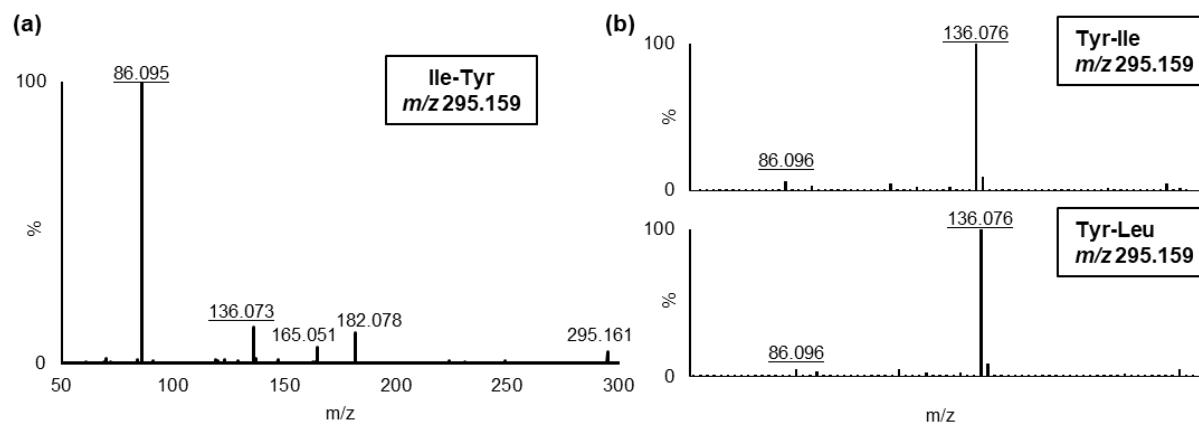 (a)
Ile-Tyr
m/z 295.159
86.095
100
136.073
165.051
182.078
295.161
%
0
50
100
150
200
250
300
m/z
(b)
Tyr-Ile
m/z 295.159
136.076
100
86.096
%
0
Tyr-Leu
m/z 295.159
136.076
100
86.096
%
0
m/z